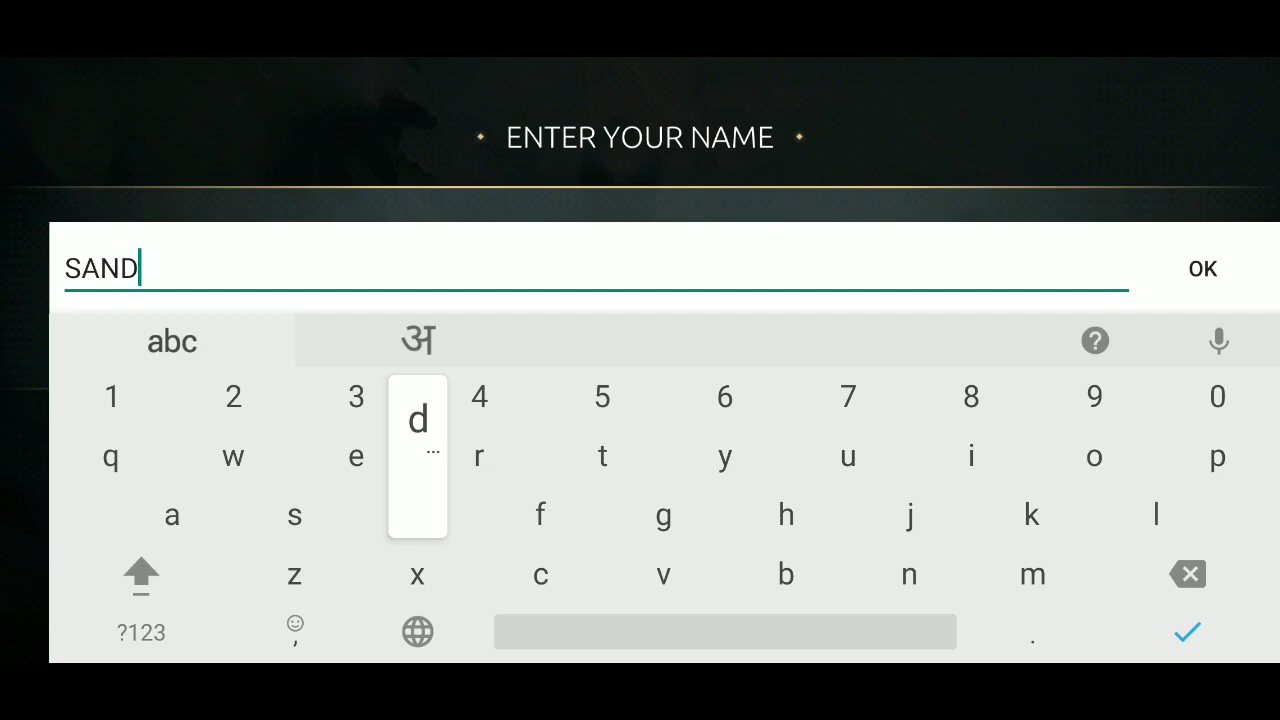 ENTER YOUR NAME
SAND
OK
abc अ ?
1 2 3 4 5 6 7 8 9 0
d
...
q w e r t y u i o p
a s f g h j k l
z x c v b n m
?123 , .